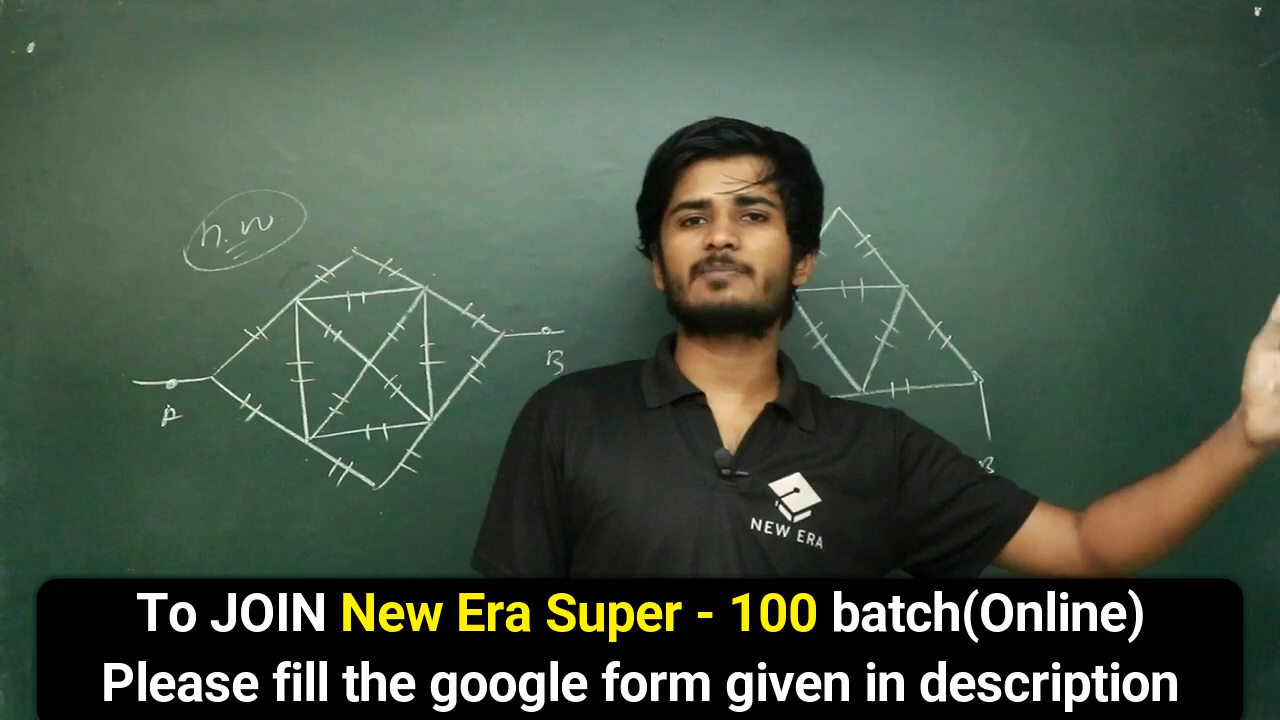 h.w
A
B
B
NEW ERA
To JOIN New Era Super - 100 batch(Online)
Please fill the google form given in description